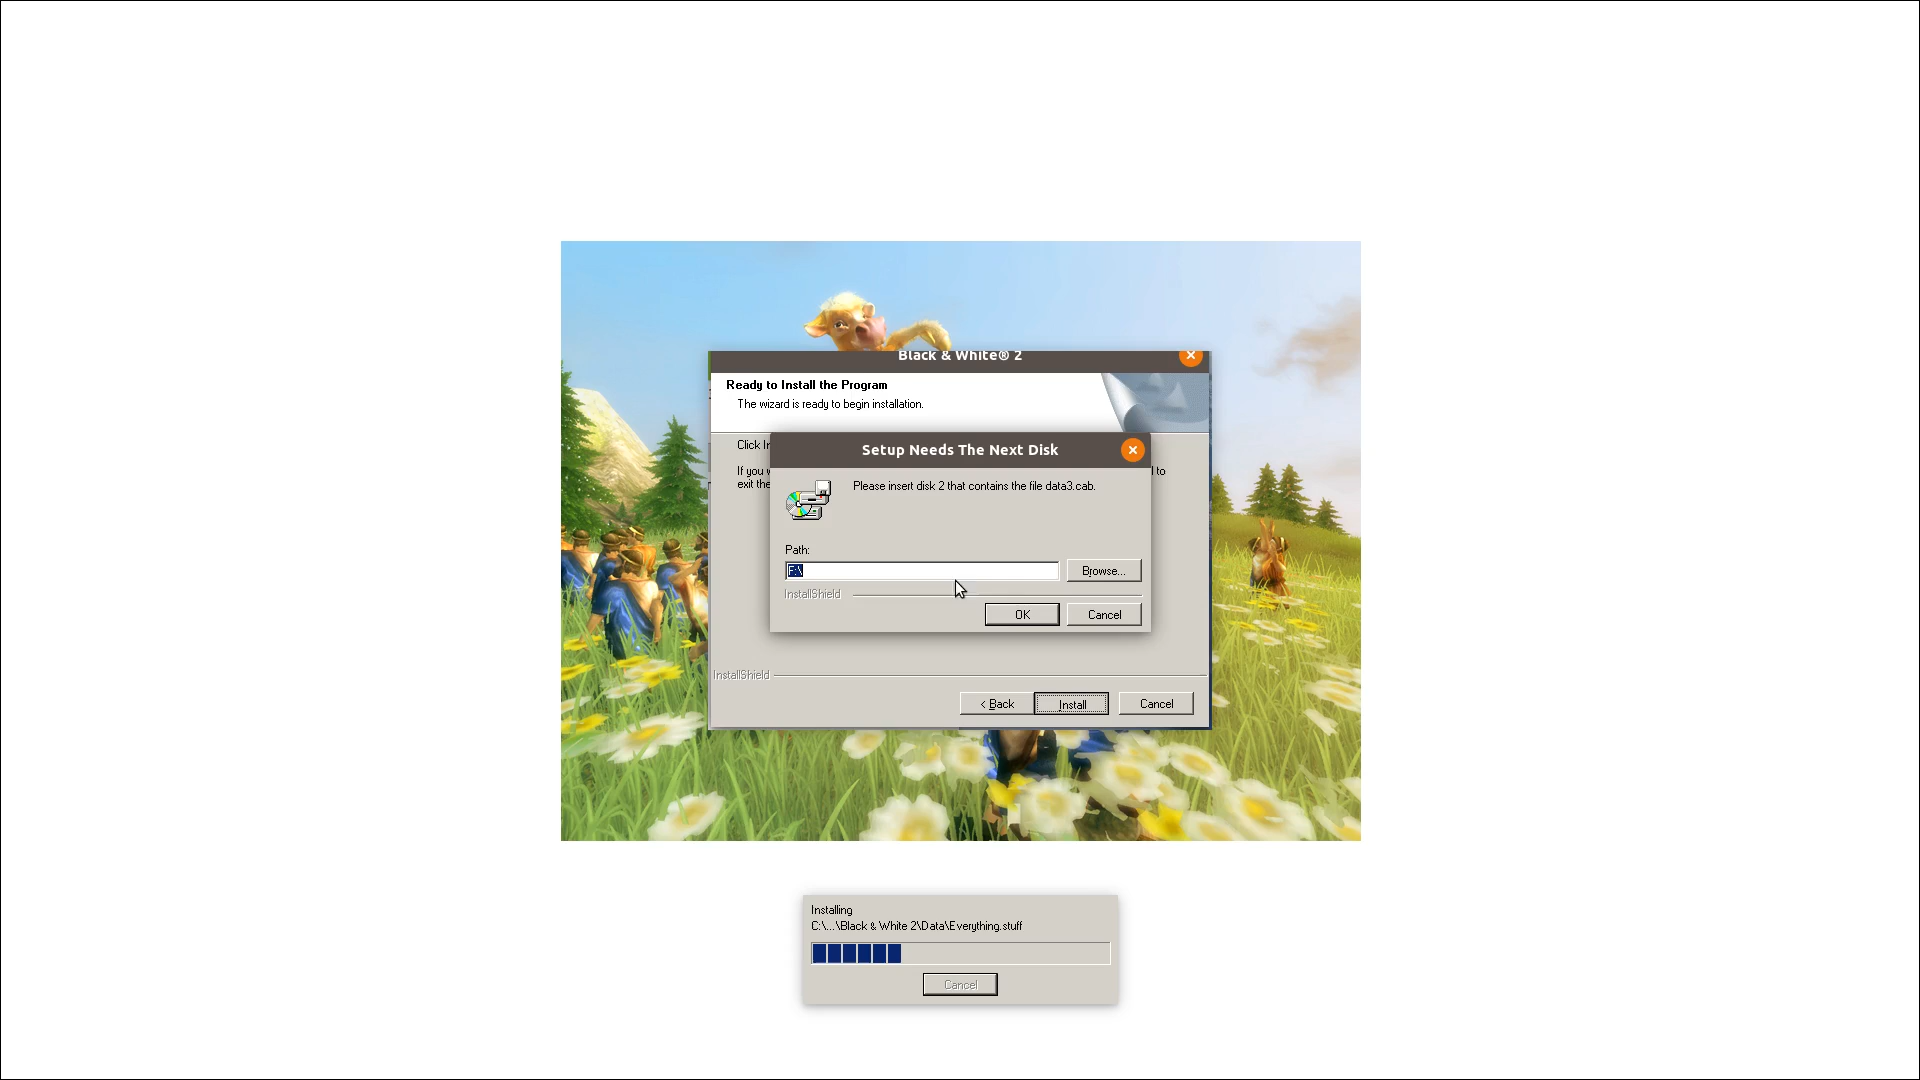 Black & White® 2
Ready to Install the Program
The wizard is ready to begin installation.
Click
If you
to
exit the
Setup Needs The Next Disk
Please insert disk 2 that contains the file data3.cab.
Path:
F:\
Browse...
InstallShield
OK
Cancel
InstallShield
< Back
Install
Cancel
Installing
C:\...\Black & White 2\Data\Everything.stuff
Cancel